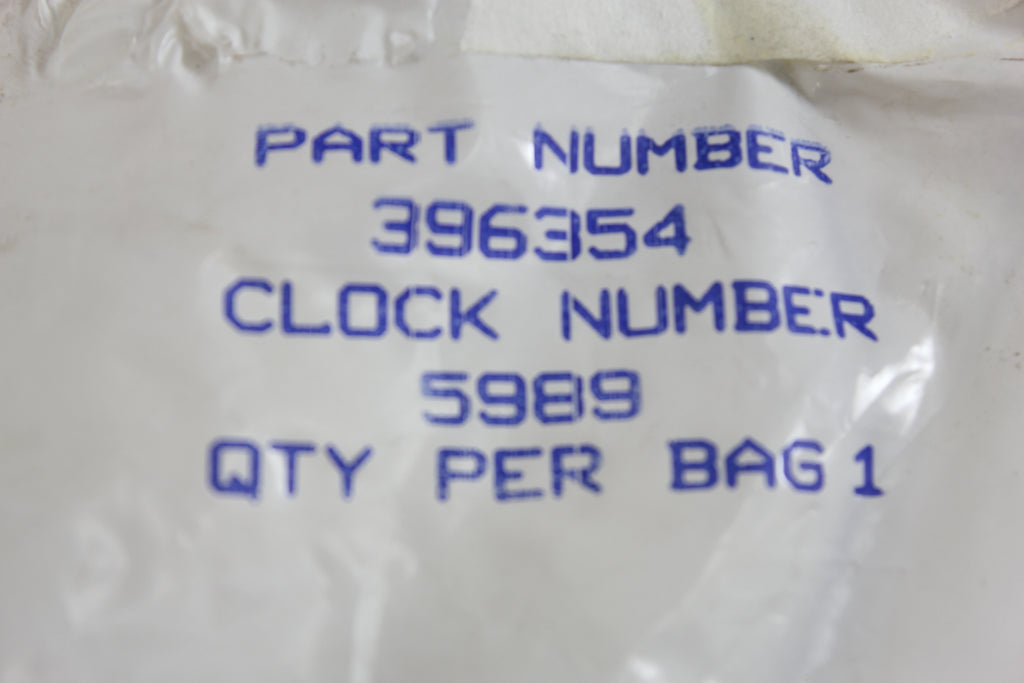 PART NUMBER
396354
CLOCK NUMBER
5989
QTY PER BAG 1